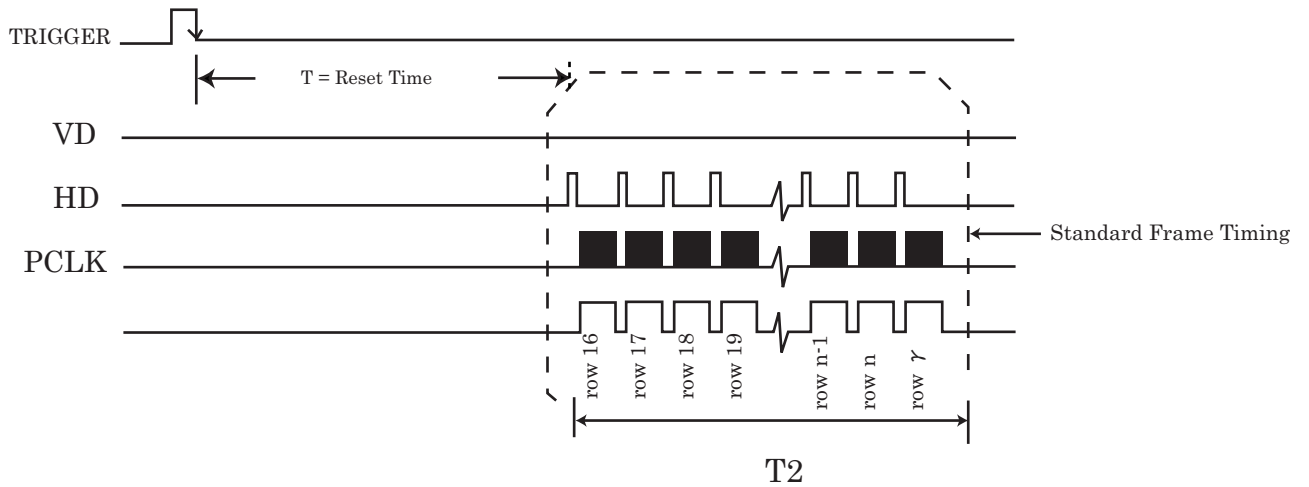 TRIGGER
T = Reset Time
VD
HD
Standard Frame Timing
PCLK
row 16
row 17
row 18
row 19
row n-1
row n
row γ
T2